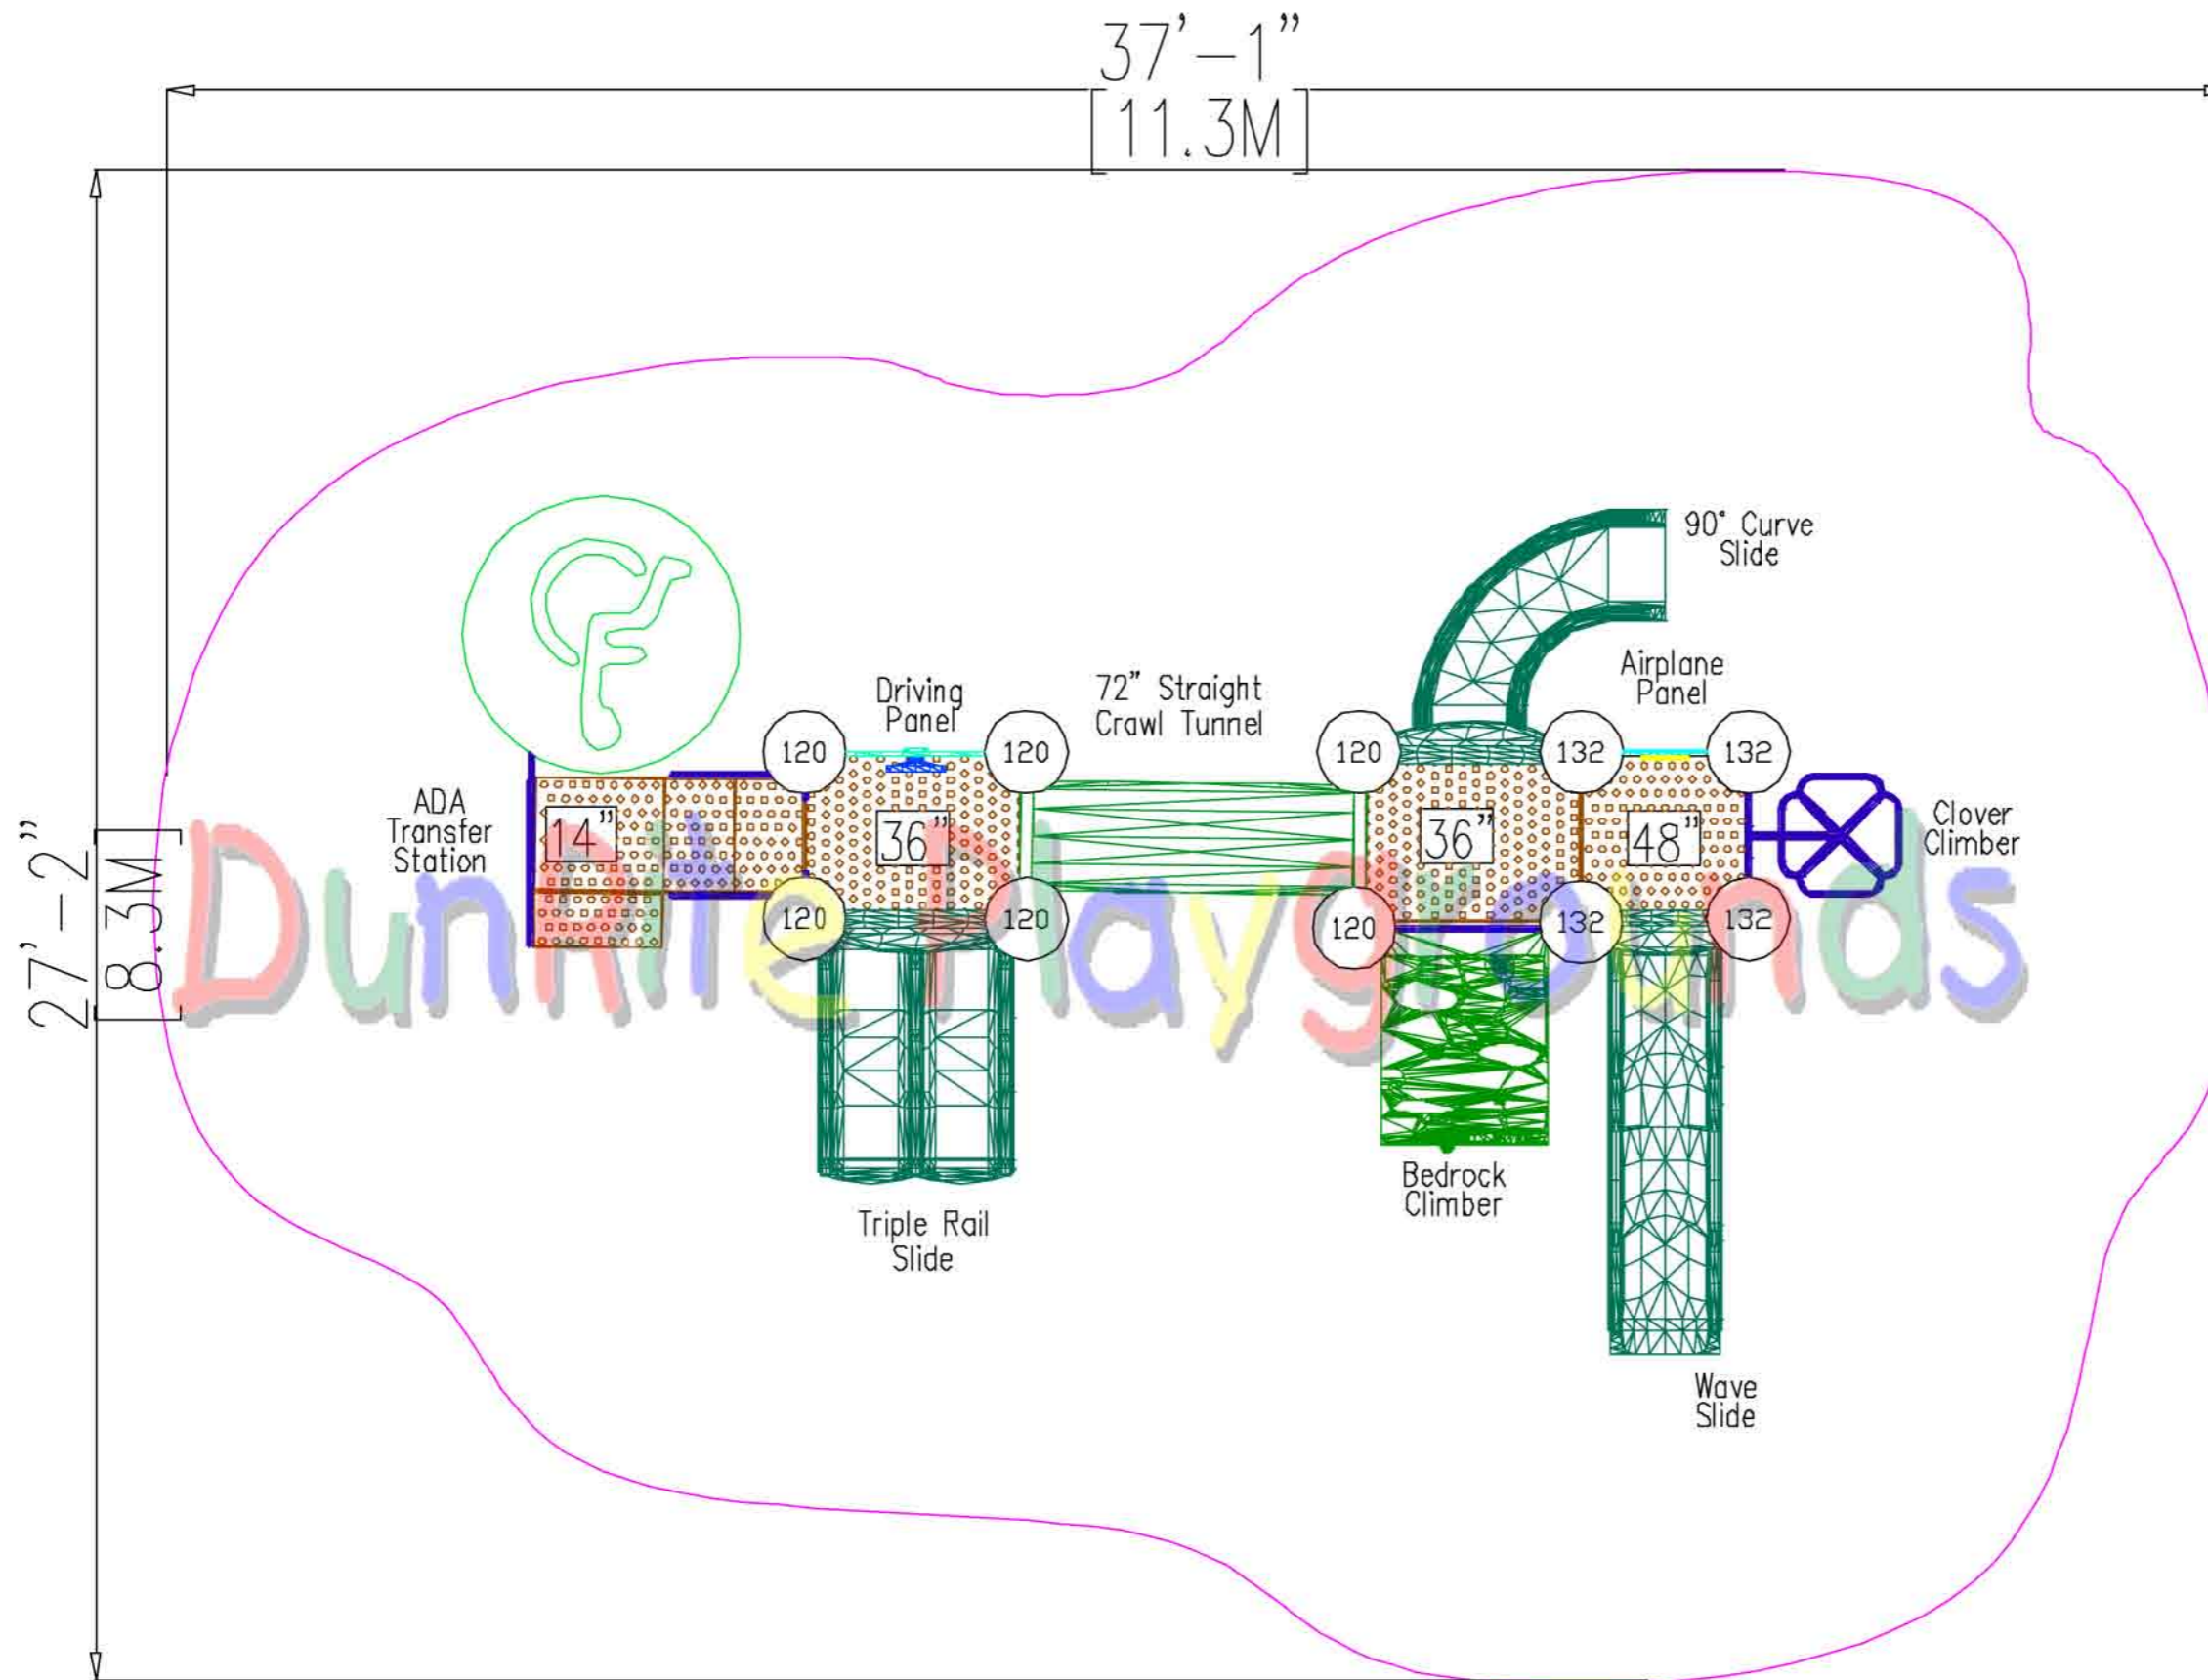 37'-1"
[11.3M]
27'-2"
[8.3M]
90° Curve
Slide
Airplane
Panel
Driving
Panel
72" Straight
Crawl Tunnel
120
120
120
132
132
ADA
Transfer
Station
14"
36"
36"
48"
Clover
Climber
DunRite Playgrounds
120
120
120
132
132
Bedrock
Climber
Triple Rail
Slide
Wave
Slide